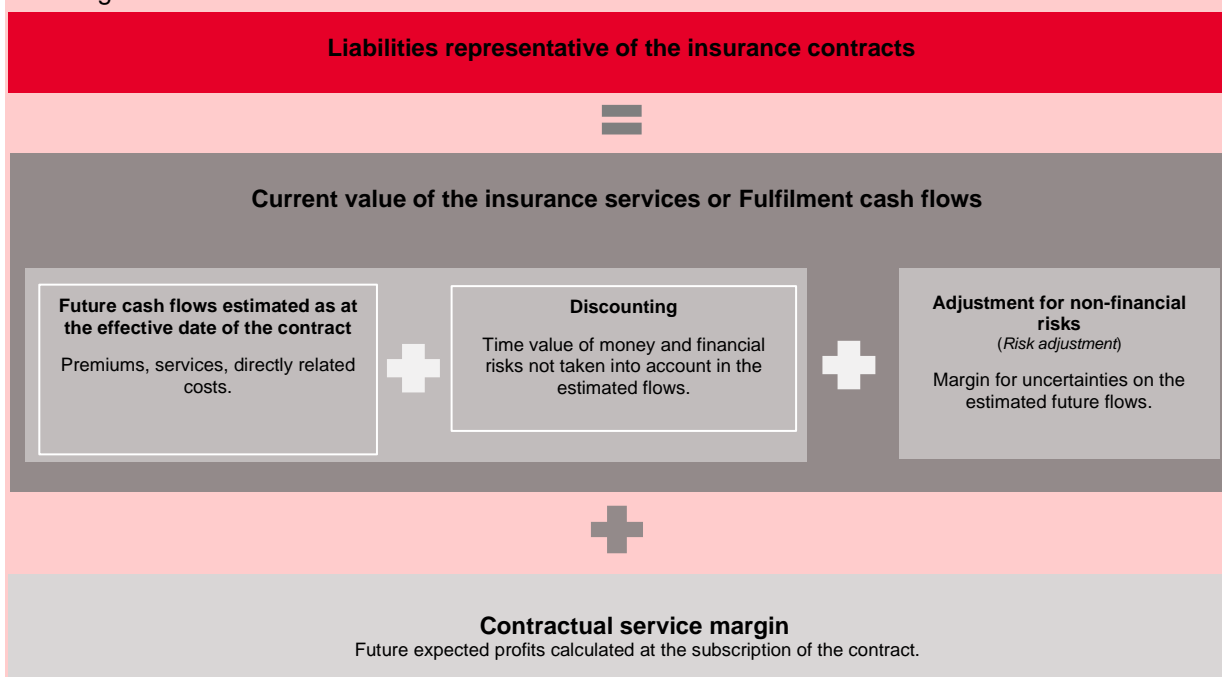 Liabilities representative of the insurance contracts
=
Current value of the insurance services or Fulfilment cash flows
Future cash flows estimated as at
the effective date of the contract
Premiums, services, directly related
costs.
+
Discounting
Time value of money and financial
risks not taken into account in the
estimated flows.
+
Adjustment for non-financial
risks
(Risk adjustment)
Margin for uncertainties on the
estimated future flows.
+
Contractual service margin
Future expected profits calculated at the subscription of the contract.